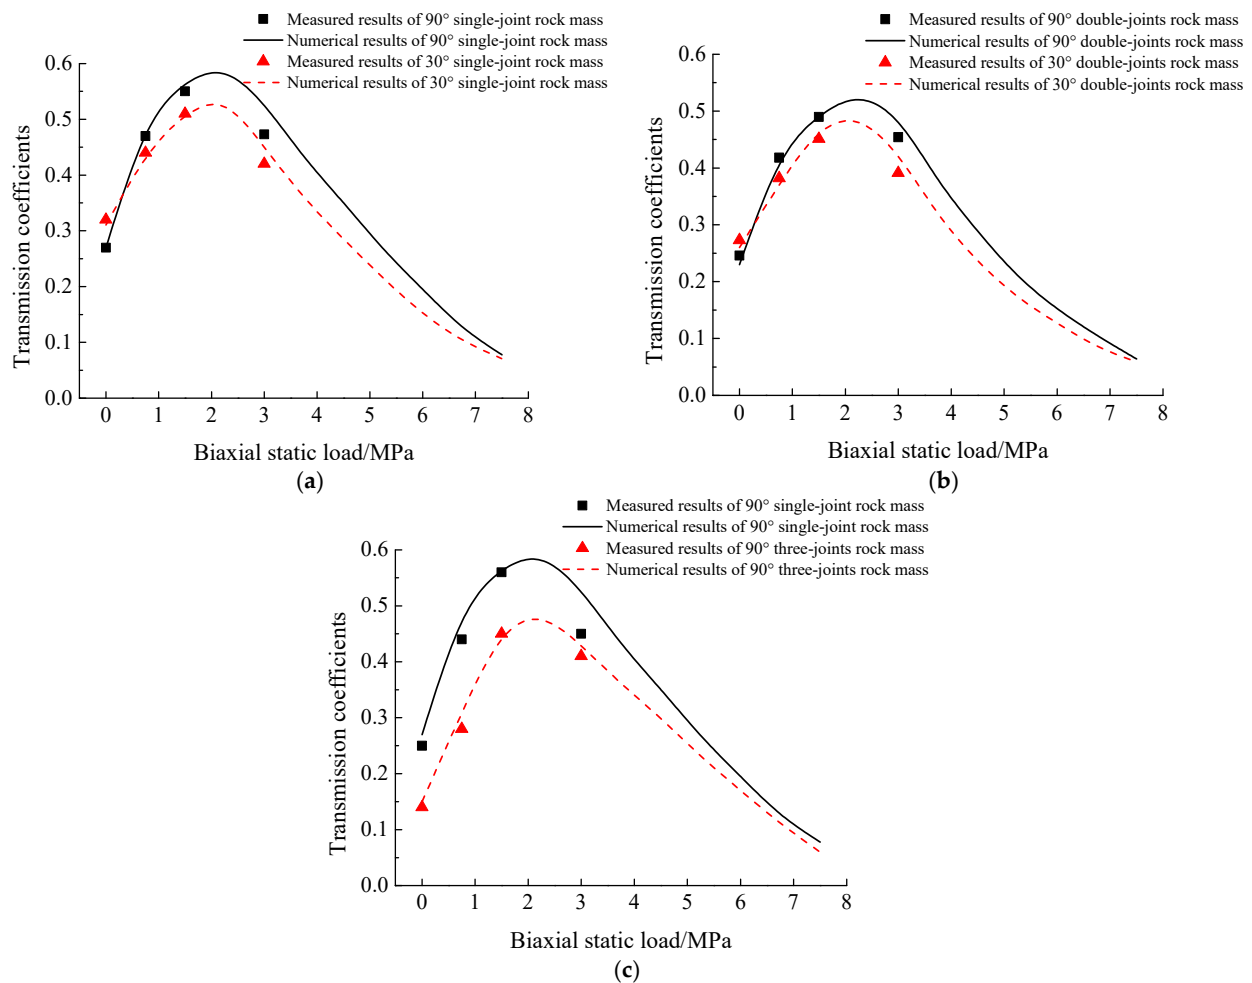 Measured results of 90° single-joint rock mass
Numerical results of 90° single-joint rock mass
Measured results of 30° single-joint rock mass
Numerical results of 30° single-joint rock mass
0.6
0.5
0.4
0.3
0.2
0.1
0.0
Transmission coefficients
0 1 2 3 4 5 6 7 8
Biaxial static load/MPa
(a)
Measured results of 90° double-joints rock mass
Numerical results of 90° double-joints rock mass
Measured results of 30° double-joints rock mass
Numerical results of 30° double-joints rock mass
0.6
0.5
0.4
0.3
0.2
0.1
0.0
Transmission coefficients
0 1 2 3 4 5 6 7 8
Biaxial static load/MPa
(b)
Measured results of 90° single-joint rock mass
Numerical results of 90° single-joint rock mass
Measured results of 90° three-joints rock mass
Numerical results of 90° three-joints rock mass
0.6
0.5
0.4
0.3
0.2
0.1
0.0
Transmission coefficients
0 1 2 3 4 5 6 7 8
Biaxial static load/MPa
(c)